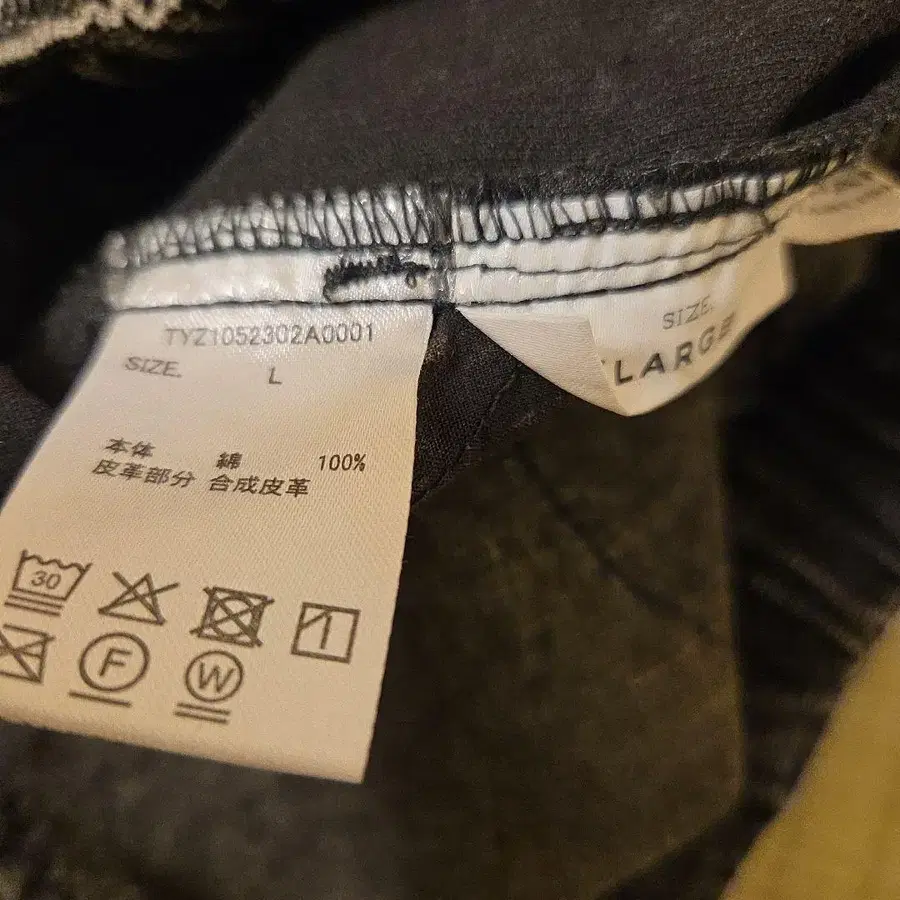 TYZ1052302A0001
SIZE. L
本体 綿 100%
皮革部分 合成皮革
30
F
W
SIZE.
LARGE